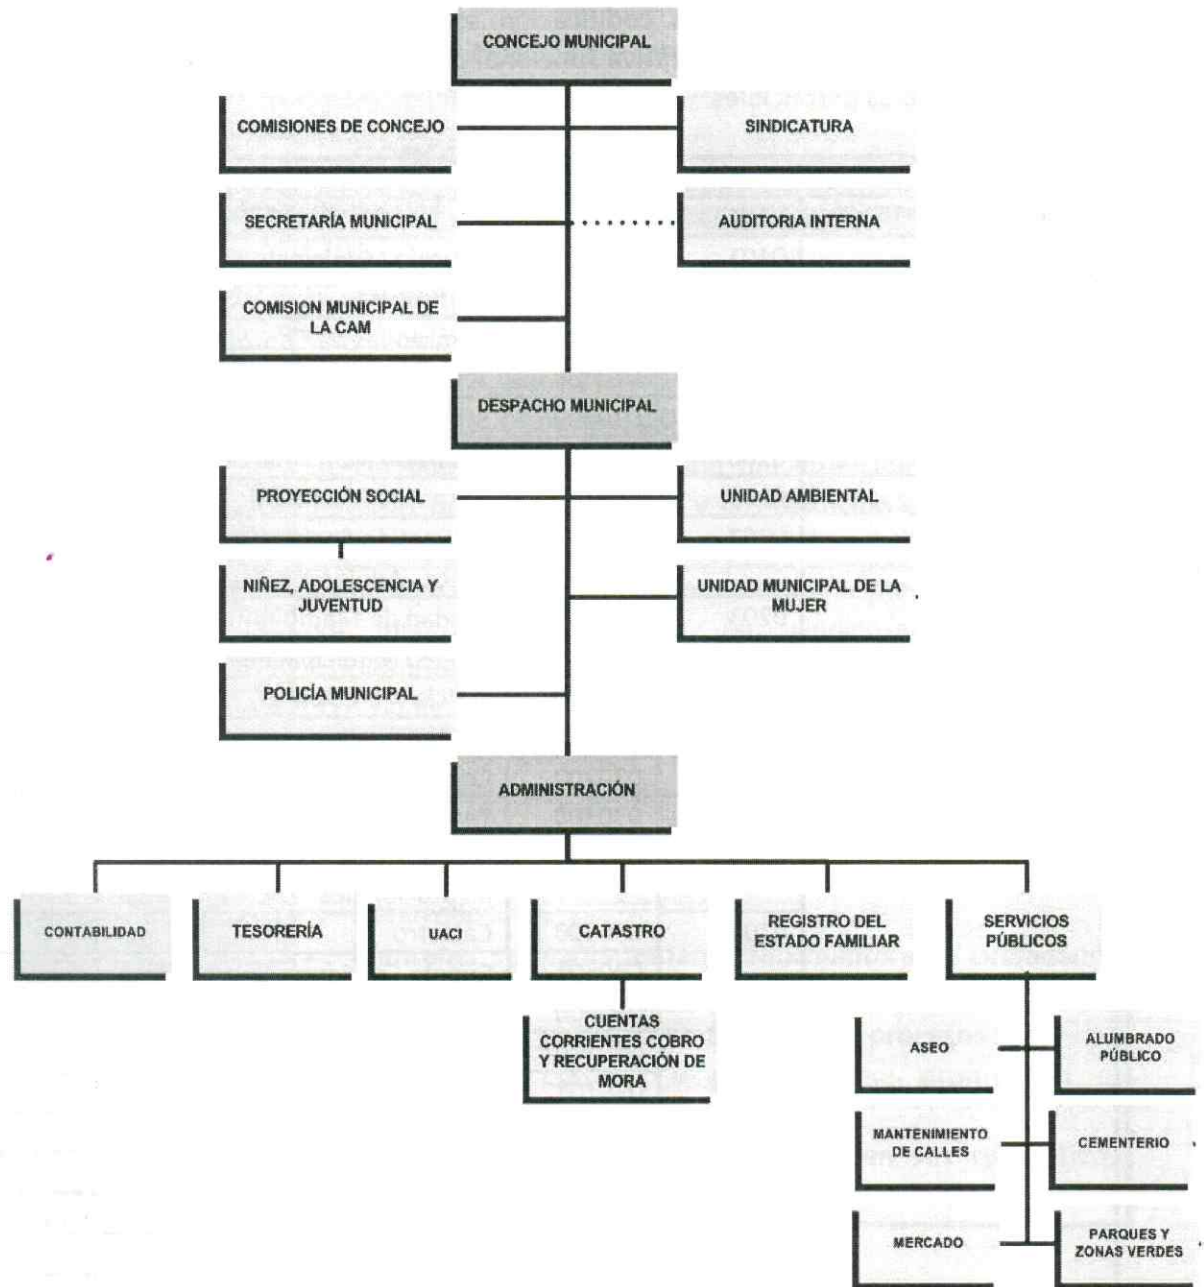 CONCEJO MUNICIPAL
COMISIONES DE CONCEJO
SINDICATURA
SECRETARÍA MUNICIPAL
AUDITORIA INTERNA
COMISION MUNICIPAL DE
LA CAM
DESPACHO MUNICIPAL
PROYECCIÓN SOCIAL
UNIDAD AMBIENTAL
NIÑEZ, ADOLESCENCIA Y
JUVENTUD
UNIDAD MUNICIPAL DE LA
MUJER
POLICÍA MUNICIPAL
ADMINISTRACIÓN
CONTABILIDAD
TESORERÍA
UACI
CATASTRO
REGISTRO DEL
ESTADO FAMILIAR
SERVICIOS
PÚBLICOS
CUENTAS
CORRIENTES COBRO
Y RECUPERACIÓN DE
MORA
ASEO
ALUMBRADO
PÚBLICO
MANTENIMIENTO
DE CALLES
CEMENTERIO
MERCADO
PARQUES Y
ZONAS VERDES